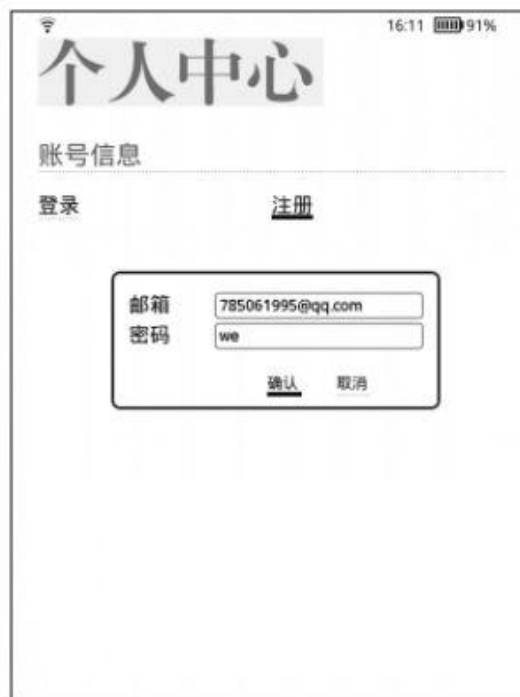 16:11 91%
个人中心
账号信息
登录 注册
邮箱 785061995@qq.com
密码 we
确认 取消